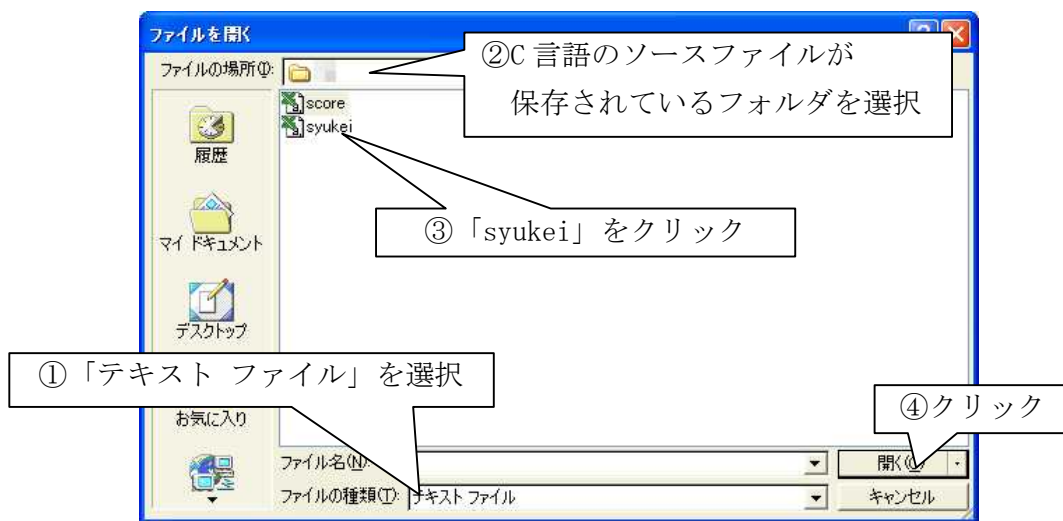 ファイルを開く
②C 言語のソースファイルが
保存されているフォルダを選択
ファイルの場所(I):
score
syukei
履歴
③「syukei」をクリック
マイ ドキュメント
デスクトップ
①「テキスト ファイル」を選択
お気に入り
④クリック
ファイル名(N):
開く(O)
ファイルの種類(T): テキスト ファイル
キャンセル